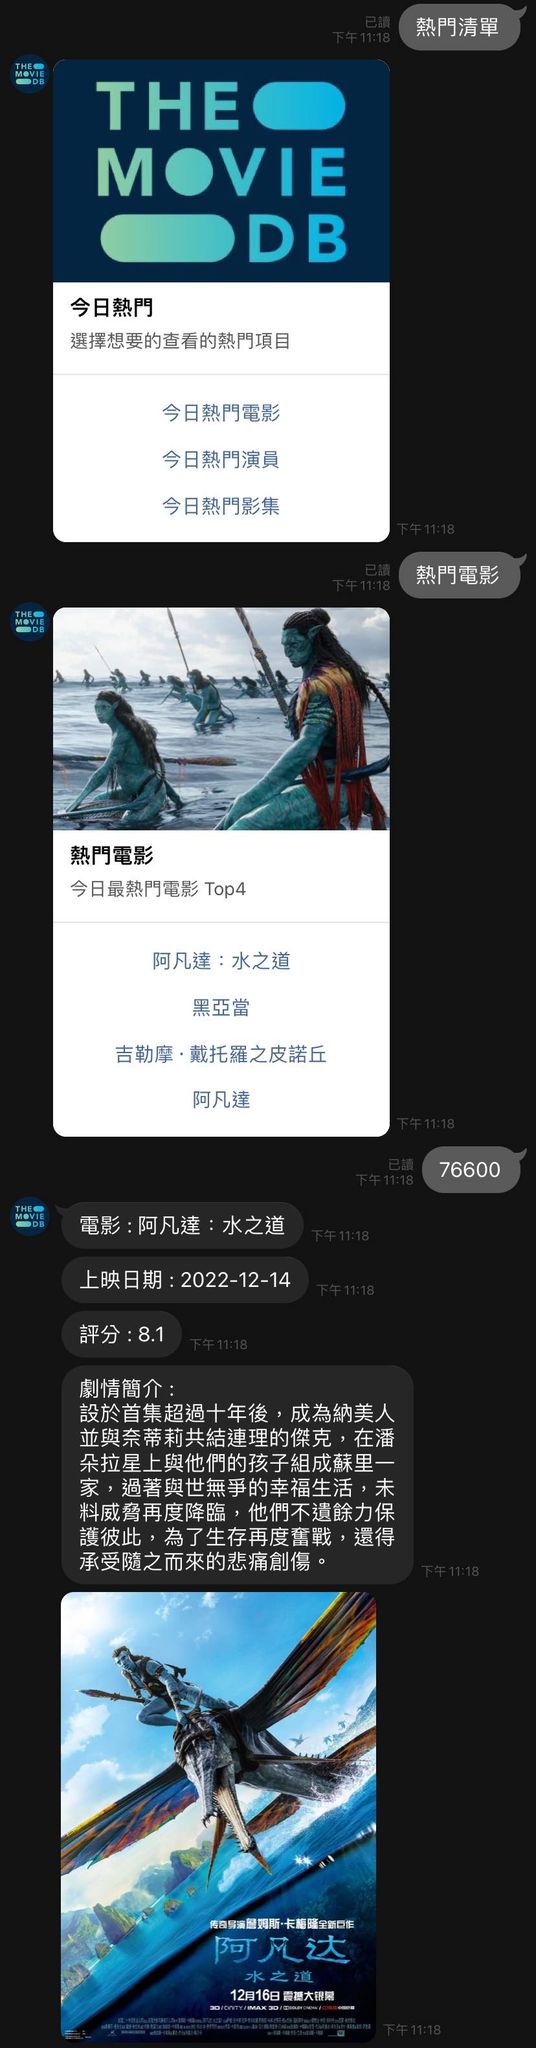 已讀
下午 11:18
熱門清單
THE
MOVIE
DB
THE
MOVIE
DB
今日熱門
選擇想要的查看的熱門項目
今日熱門電影
今日熱門演員
今日熱門影集
下午 11:18
已讀
下午 11:18
熱門電影
THE
MOVIE
DB
熱門電影
今日最熱門電影 Top4
阿凡達：水之道
黑亞當
吉勒摩·戴托羅之皮諾丘
阿凡達
下午 11:18
已讀
下午 11:18
76600
THE
MOVIE
DB
電影 : 阿凡達：水之道
下午 11:18
上映日期 : 2022-12-14
下午 11:18
評分 : 8.1
下午 11:18
劇情簡介 :
設於首集超過十年後，成為納美人
並與奈蒂莉共結連理的傑克，在潘
朵拉星上與他們的孩子組成蘇里一
家，過著與世無爭的幸福生活，未
料威脅再度降臨，他們不遺餘力保
護彼此，為了生存再度奮戰，還得
承受隨之而來的悲痛創傷。
下午 11:18
传奇导演 詹姆斯·卡梅隆 全新巨作
阿凡达
水之道
12月16日 震撼大银幕
3D / CINITY / IMAX 3D / DOLBY CINEMA /
下午 11:18